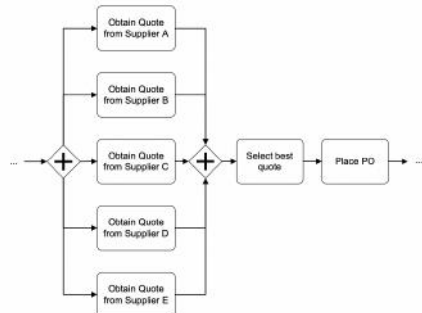 Obtain Quote
from Supplier A
Obtain Quote
from Supplier B
...
Obtain Quote
from Supplier C
Select best
quote
Place PO
...
Obtain Quote
from Supplier D
Obtain Quote
from Supplier E